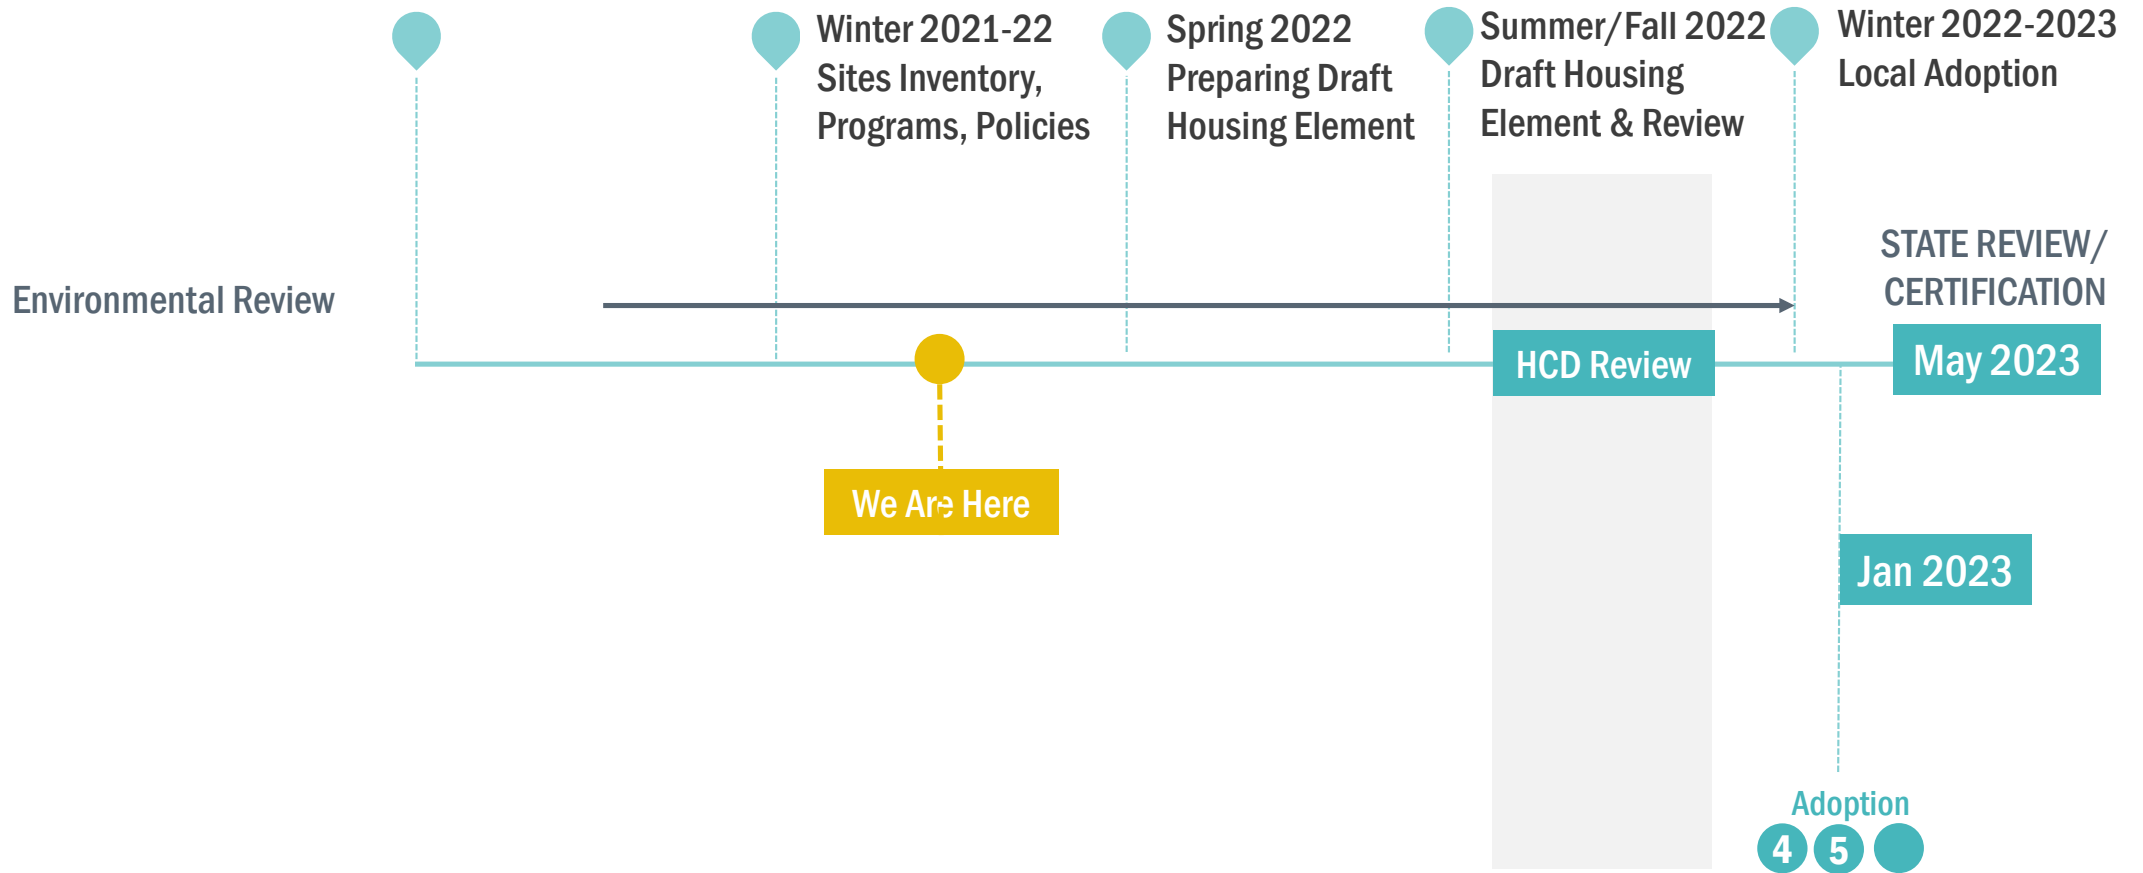 Winter 2021-22
Sites Inventory,
Programs, Policies
Spring 2022
Preparing Draft
Housing Element
Summer/Fall 2022
Draft Housing
Element & Review
Winter 2022-2023
Local Adoption
STATE REVIEW/
CERTIFICATION
Environmental Review
HCD Review
May 2023
We Are Here
Jan 2023
Adoption
4 5